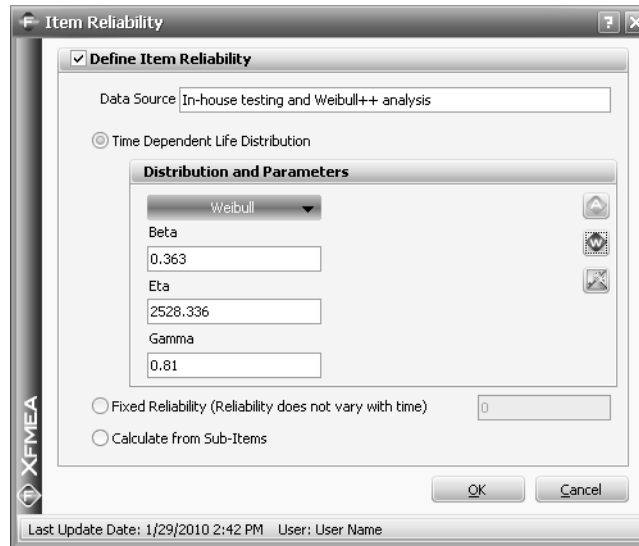 F Item Reliability ? X
Define Item Reliability
Data Source In-house testing and Weibull++ analysis
Time Dependent Life Distribution
Distribution and Parameters
Weibull
A
Beta
W
0.363
Eta
2528.336
Gamma
0.81
Fixed Reliability (Reliability does not vary with time) 0
Calculate from Sub-Items
F XFMEA
OK Cancel
Last Update Date: 1/29/2010 2:42 PM User: User Name